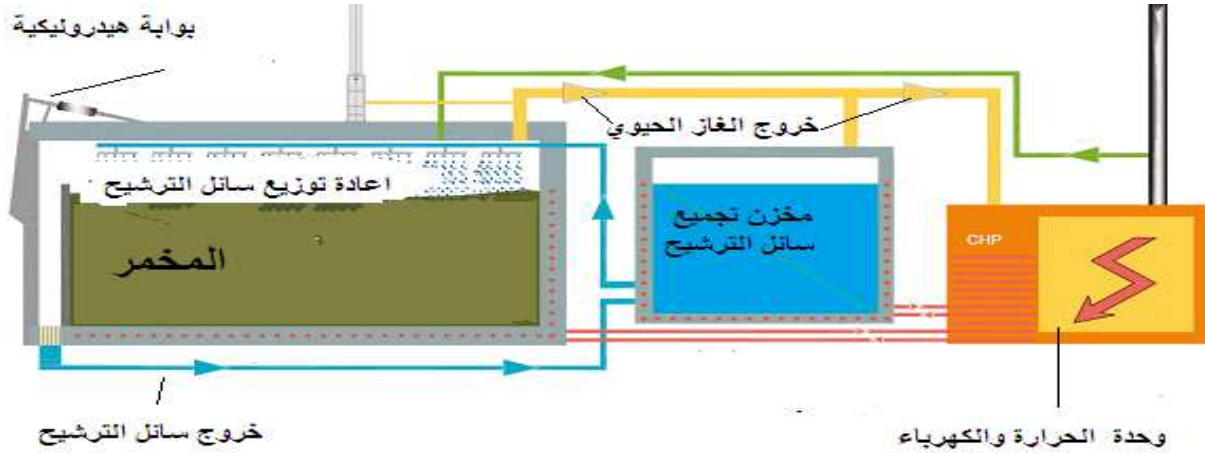 بوابة هيدروليكية
خروج الغاز الحيوي
اعادة توزيع سائل الترشيح
مخزن تجميع
سائل الترشيح
المخمر
CHP
خروج سائل الترشيح
وحدة الحرارة والكهرباء